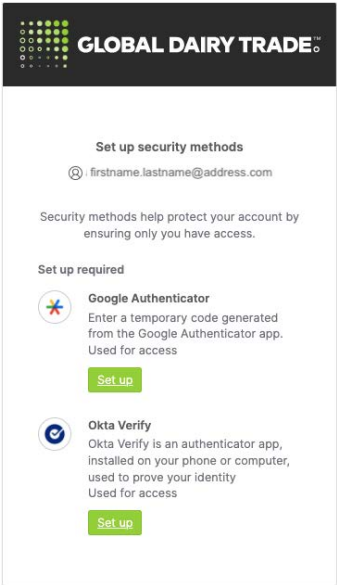 GLOBAL DAIRY TRADE™
Set up security methods
firstname.lastname@address.com
Security methods help protect your account by
ensuring only you have access.
Set up required
Google Authenticator
Enter a temporary code generated
from the Google Authenticator app.
Used for access
Set up
Okta Verify
Okta Verify is an authenticator app,
installed on your phone or computer,
used to prove your identity
Used for access
Set up